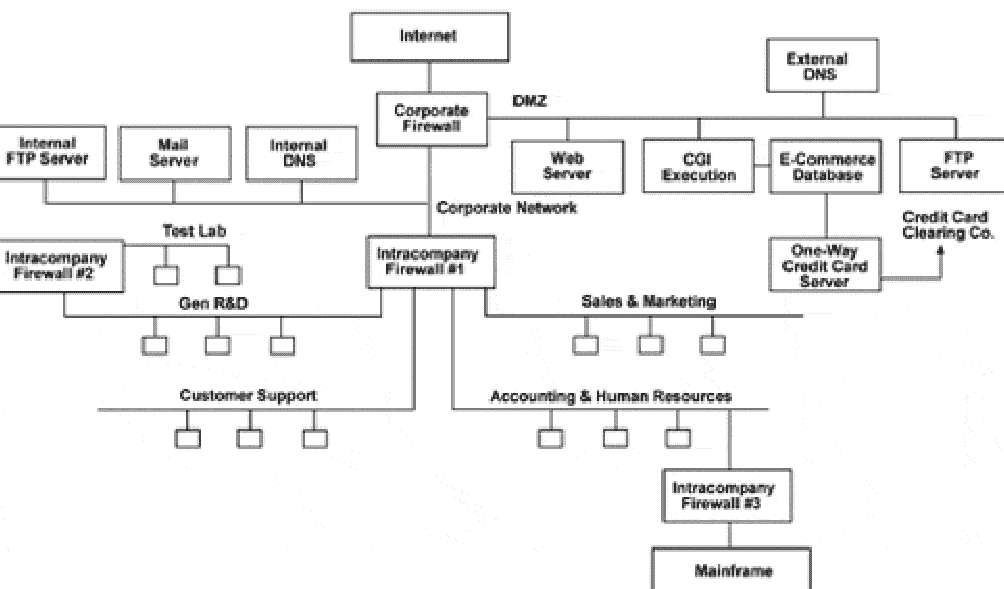 Internet
External
DNS
Corporate
Firewall
DMZ
Internal
FTP Server
Mail
Server
Internal
DNS
Web
Server
CGI
Execution
E-Commerce
Database
FTP
Server
Corporate Network
Credit Card
Clearing Co.
Test Lab
Intracompany
Firewall #2
Intracompany
Firewall #1
One-Way
Credit Card
Server
Gen R&D
Sales & Marketing
Customer Support
Accounting & Human Resources
Intracompany
Firewall #3
Mainframe